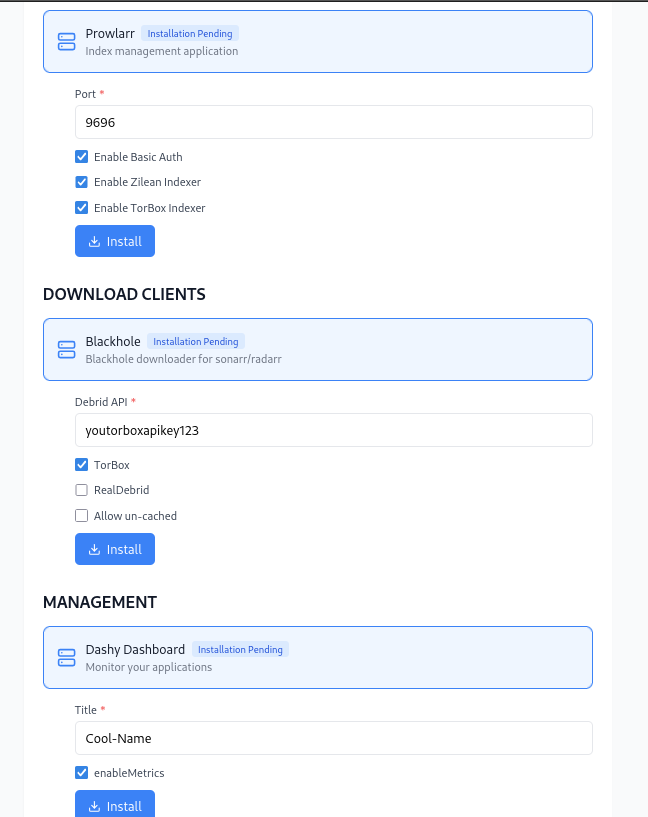 Prowlarr Installation Pending
Index management application
Port *
9696
Enable Basic Auth
Enable Zilean Indexer
Enable TorBox Indexer
Install
DOWNLOAD CLIENTS
Blackhole Installation Pending
Blackhole downloader for sonarr/radarr
Debrid API *
youtorboxapikey123
TorBox
RealDebrid
Allow un-cached
Install
MANAGEMENT
Dashy Dashboard Installation Pending
Monitor your applications
Title *
Cool-Name
enableMetrics
Install